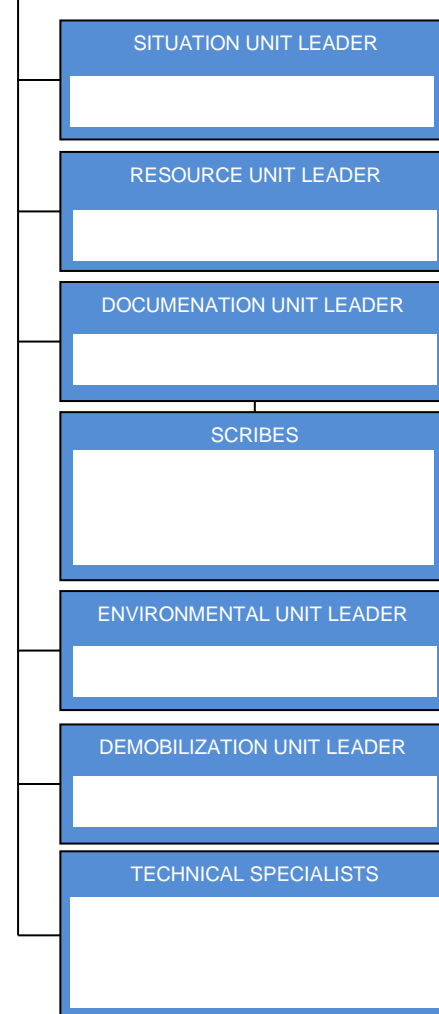 SITUATION UNIT LEADER
RESOURCE UNIT LEADER
DOCUMENATION UNIT LEADER
SCRIBES
ENVIRONMENTAL UNIT LEADER
DEMOBILIZATION UNIT LEADER
TECHNICAL SPECIALISTS